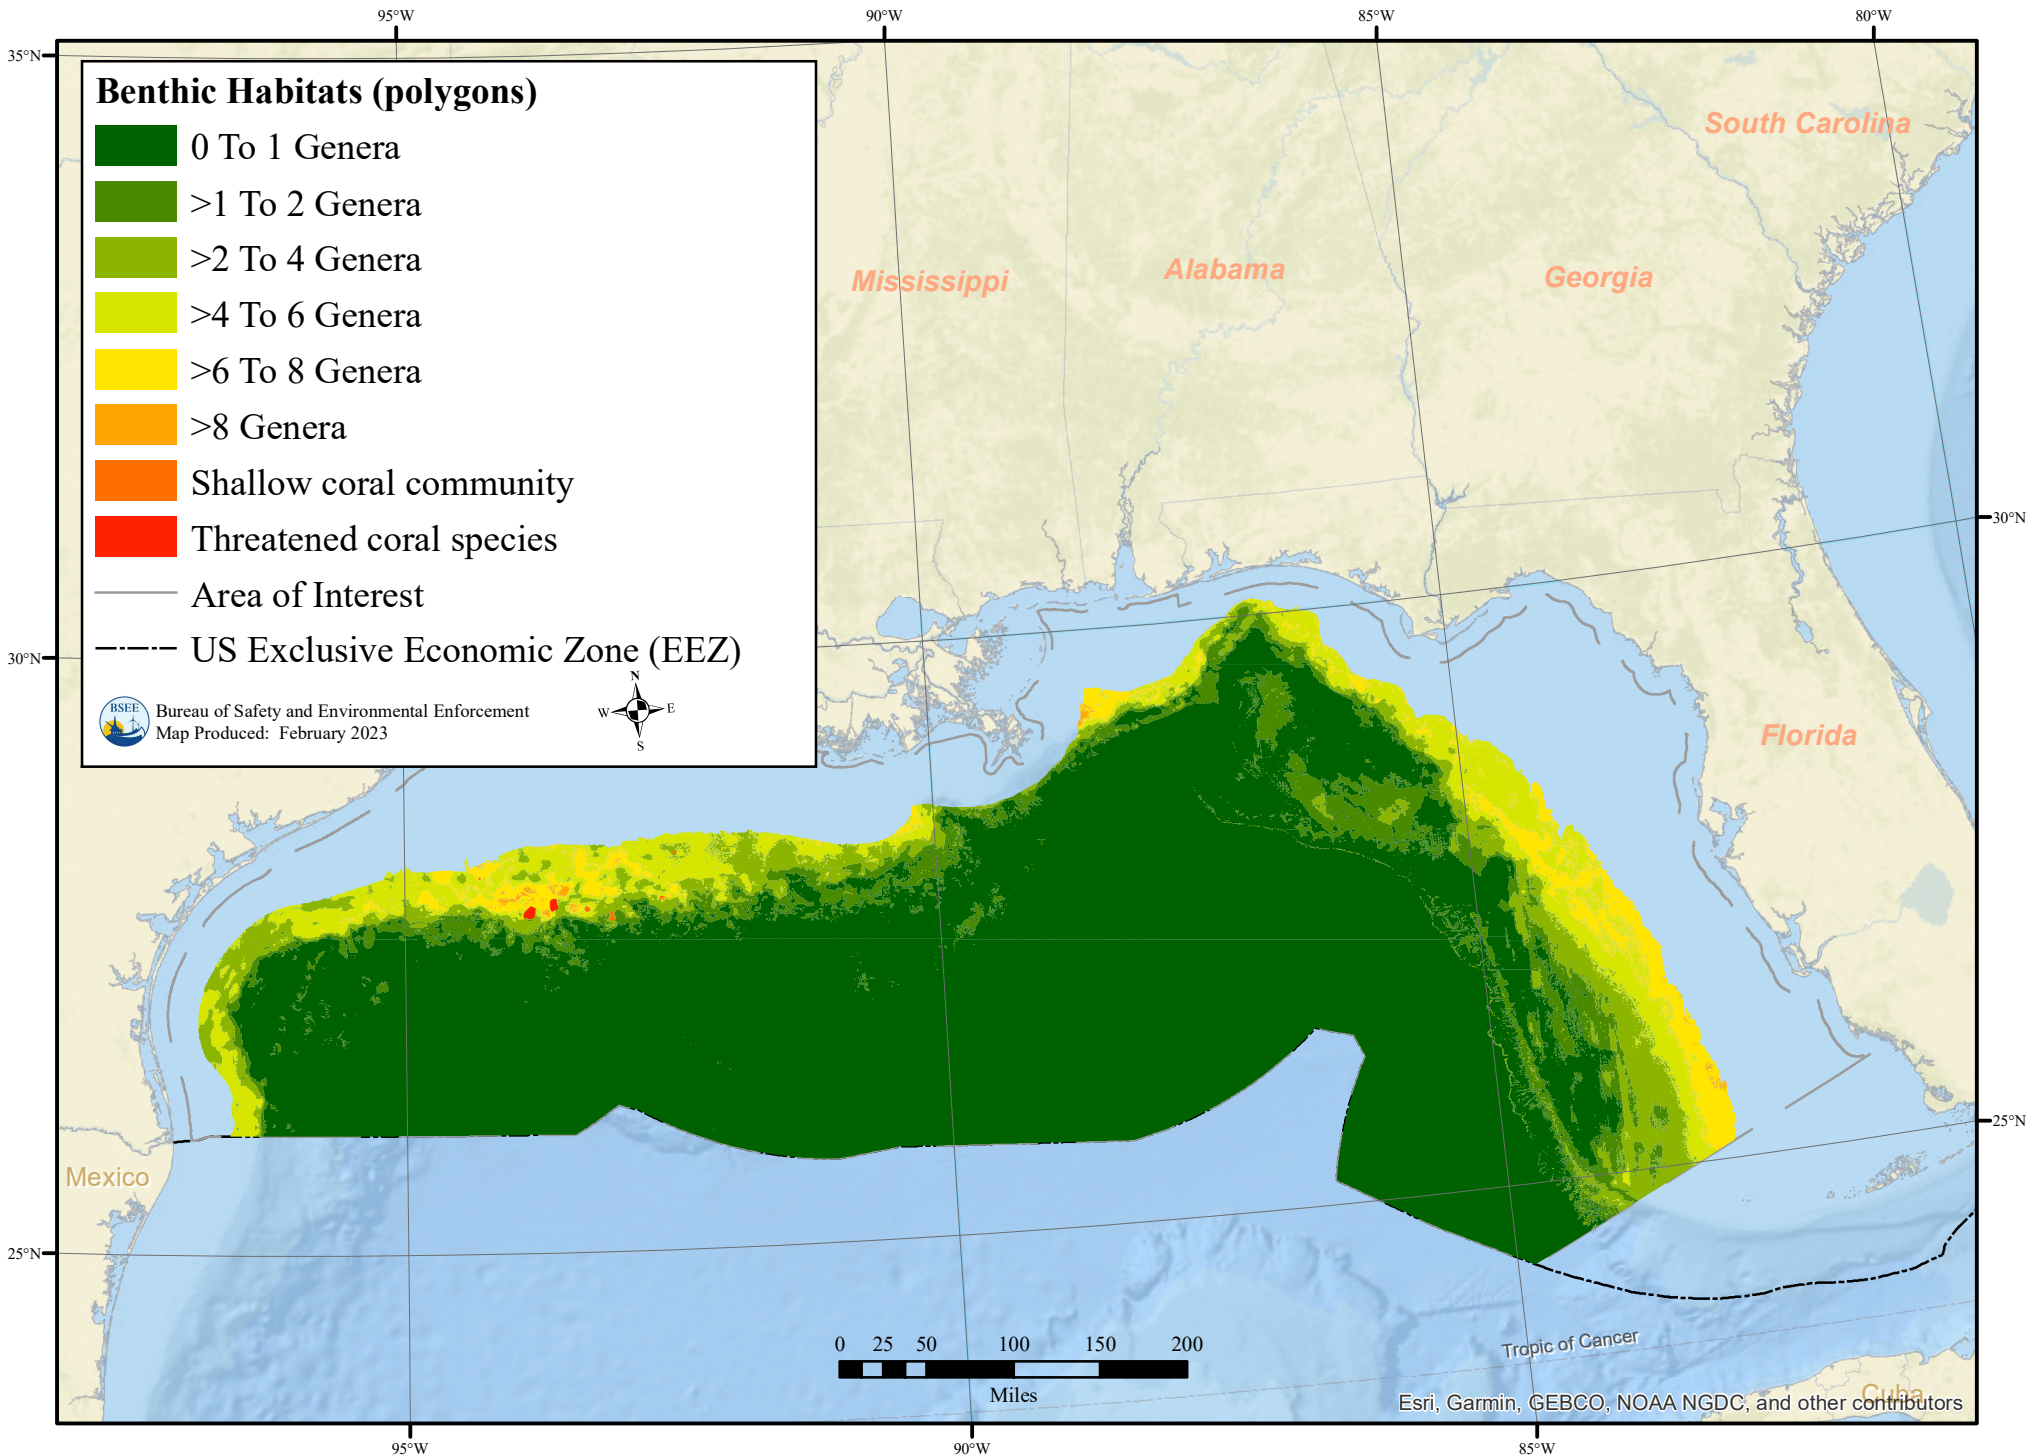 95°W
90°W
85°W
80°W
35°N
Benthic Habitats (polygons)
0 To 1 Genera
>1 To 2 Genera
>2 To 4 Genera
>4 To 6 Genera
>6 To 8 Genera
>8 Genera
Shallow coral community
Threatened coral species
Area of Interest
US Exclusive Economic Zone (EEZ)
BSEE
Bureau of Safety and Environmental Enforcement
Map Produced: February 2023
N
W
E
S
South Carolina
Mississippi
Alabama
Georgia
30°N
30°N
Florida
25°N
Mexico
25°N
0 25 50 100 150 200
Miles
Tropic of Cancer
Cuba
Esri, Garmin, GEBCO, NOAA NGDC, and other contributors
95°W
90°W
85°W